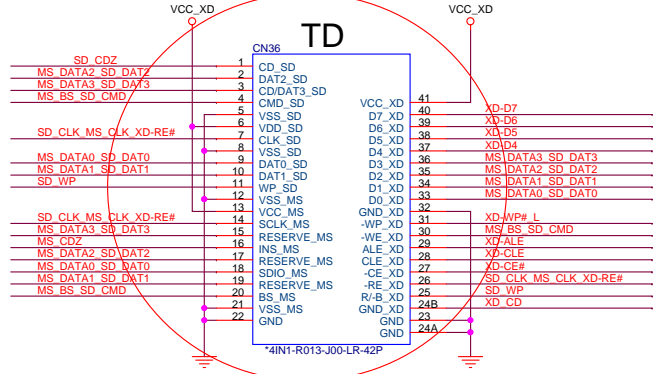 VCC_XD VCC_XD
TD
CN36
SD_CDZ 1 CD_SD
MS_DATA2_SD_DAT2 2 DAT2_SD
MS_DATA3_SD_DAT3 3 CD/DAT3_SD
MS_BS_SD_CMD 4 CMD_SD VCC_XD 41
5 VSS_SD D7_XD 40 XD-D7
6 VDD_SD D6_XD 39 XD-D6
SD_CLK_MS_CLK_XD-RE# 7 CLK_SD D5_XD 38 XD-D5
8 VSS_SD D4_XD 37 XD-D4
MS_DATA0_SD_DAT0 9 DAT0_SD D3_XD 36 MS_DATA3_SD_DAT3
MS_DATA1_SD_DAT1 10 DAT1_SD D2_XD 35 MS_DATA2_SD_DAT2
SD_WP 11 WP_SD D1_XD 34 MS_DATA1_SD_DAT1
12 VSS_MS D0_XD 33 MS_DATA0_SD_DAT0
13 VCC_MS GND_XD 32
SD_CLK_MS_CLK_XD-RE# 14 SCLK_MS -WP_XD 31 XD-WP#_L
MS_DATA3_SD_DAT3 15 RESERVE_MS -WE_XD 30 MS_BS_SD_CMD
MS_CDZ 16 INS_MS ALE_XD 29 XD-ALE
MS_DATA2_SD_DAT2 17 RESERVE_MS CLE_XD 28 XD-CLE
MS_DATA0_SD_DAT0 18 SDIO_MS -CE_XD 27 XD-CE#
MS_DATA1_SD_DAT1 19 RESERVE_MS -RE_XD 26 SD_CLK_MS_CLK_XD-RE#
MS_BS_SD_CMD 20 BS_MS R/-B_XD 25 SD_WP
21 VSS_MS GND_XD 24B XD_CD
22 GND GND 23
GND 24A
*4IN1-R013-J00-LR-42P